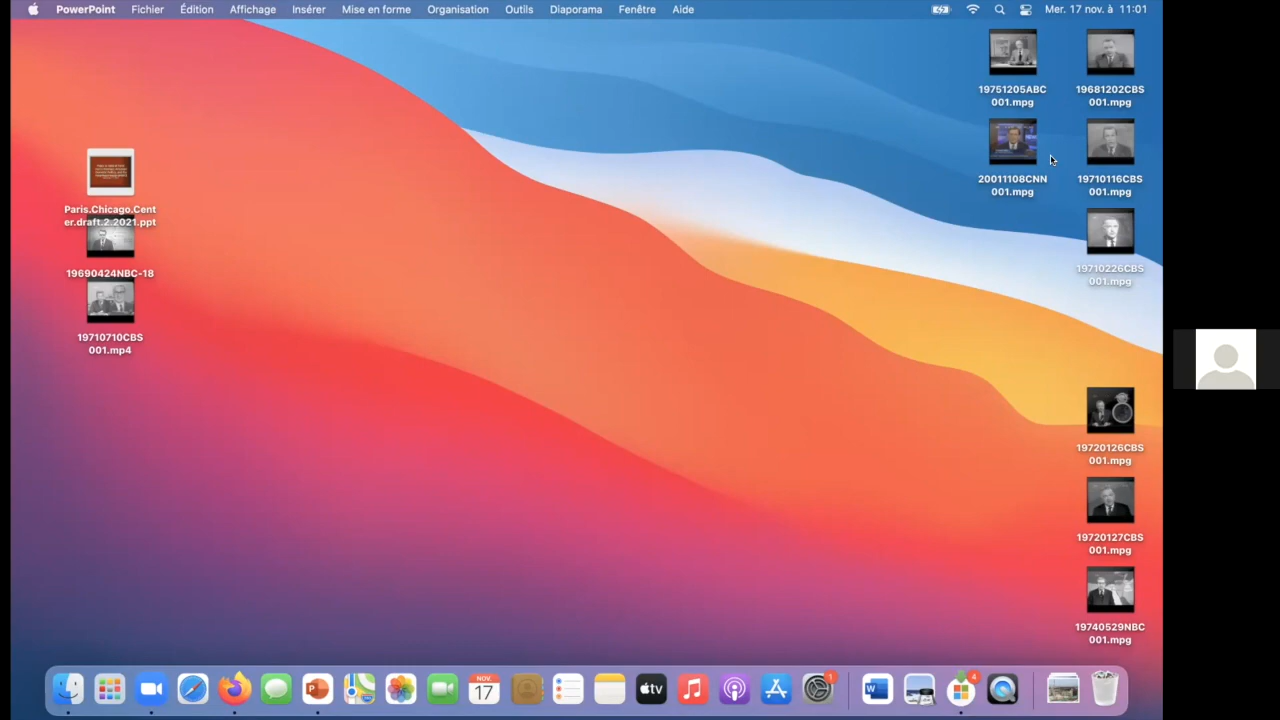 PowerPoint Fichier Édition Affichage Insérer Mise en forme Organisation Outils Diaporama Fenêtre Aide Mer. 17 nov. à 11:01
19751205ABC
001.mpg
19681202CBS
001.mpg
20011108CNN
001.mpg
19710116CBS
001.mpg
Paris.Chicago.Cent
er.draft.2.2021.ppt
19690424NBC-18
19710226CBS
001.mpg
19710710CBS
001.mp4
19720126CBS
001.mpg
19720127CBS
001.mpg
19740529NBC
001.mpg
NOV.
17
tv
1
W
4
P